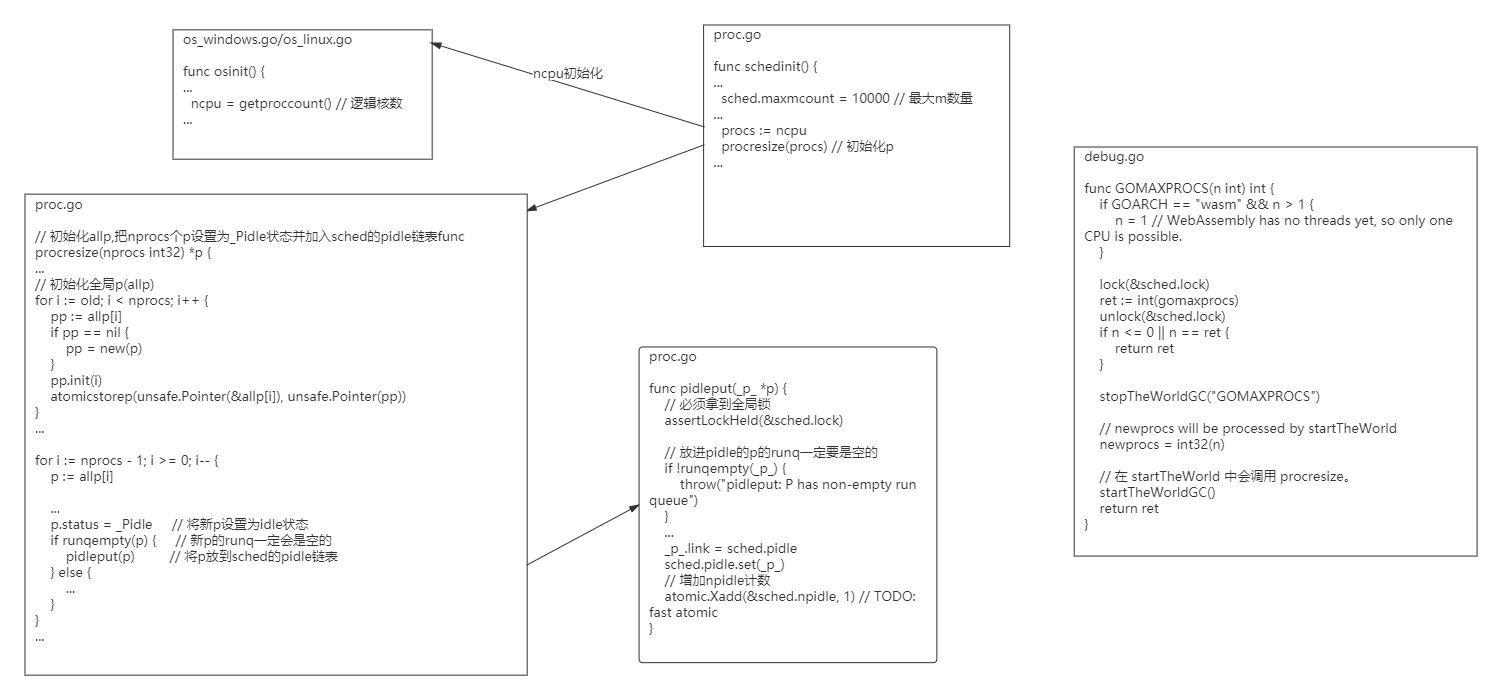 os_windows.go/os_linux.go
func osinit() {
...
ncpu = getproccount() // 逻辑核数
...
ncpu初始化
proc.go
func schedinit() {
...
sched.maxmcount = 10000 // 最大m数量
...
procs := ncpu
procresize(procs) // 初始化p
...
proc.go
// 初始化allp,把nprocs个p设置为_Pidle状态并加入sched的pidle链表func
procresize(nprocs int32) *p {
...
// 初始化全局p(allp)
for i := old; i < nprocs; i++ {
pp := allp[i]
if pp == nil {
pp = new(p)
}
pp.init(i)
atomicstorep(unsafe.Pointer(&allp[i]), unsafe.Pointer(pp))
}
...
for i := nprocs - 1; i >= 0; i-- {
p := allp[i]
...
p.status = _Pidle // 将新p设置为idle状态
if runqempty(p) { // 新p的runq一定会是空的
pidleput(p) // 将p放到sched的pidle链表
} else {
...
}
}
...
proc.go
func pidleput(_p_ *p) {
// 必须拿到全局锁
assertLockHeld(&sched.lock)
// 放进pidle的p的runq一定要是空的
if !runqempty(_p_) {
throw("pidleput: P has non-empty run
queue")
}
...
_p_.link = sched.pidle
sched.pidle.set(_p_)
// 增加npidle计数
atomic.Xadd(&sched.npidle, 1) // TODO:
fast atomic
}
debug.go
func GOMAXPROCS(n int) int {
if GOARCH == "wasm" && n > 1 {
n = 1 // WebAssembly has no threads yet, so only one
CPU is possible.
}
lock(&sched.lock)
ret := int(gomaxprocs)
unlock(&sched.lock)
if n <= 0 || n == ret {
return ret
}
stopTheWorldGC("GOMAXPROCS")
// newprocs will be processed by startTheWorld
newprocs = int32(n)
// 在 startTheWorld 中会调用 procresize。
startTheWorldGC()
return ret
}